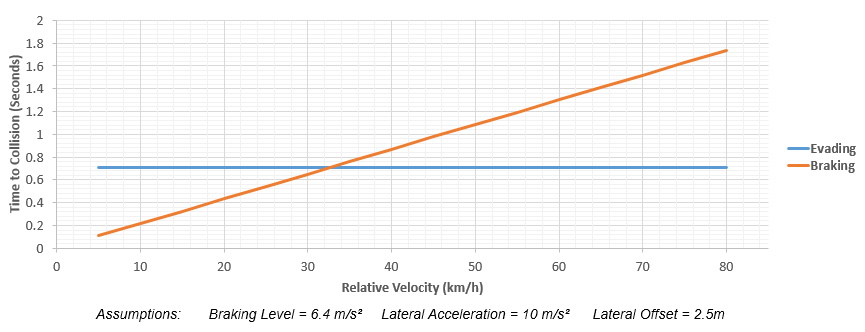 2
1.8
1.6
1.4
1.2
1
0.8
0.6
0.4
0.2
0
Time to Collision (Seconds)
0 10 20 30 40 50 60 70 80
Relative Velocity (km/h)
Evading
Braking
Assumptions: Braking Level = 6.4 m/s² Lateral Acceleration = 10 m/s² Lateral Offset = 2.5m